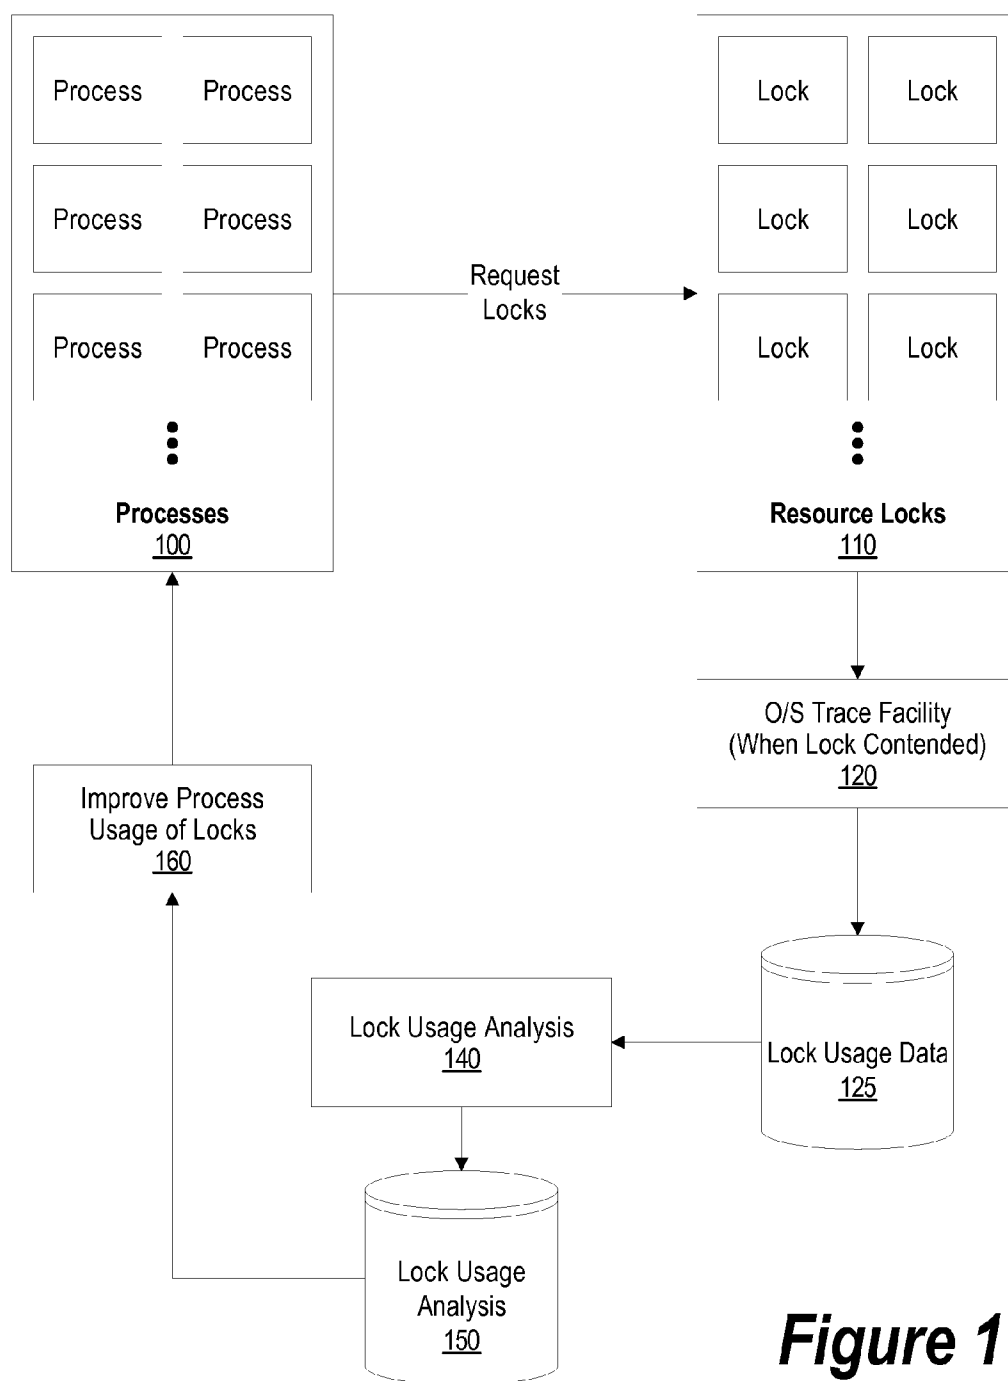 Process
Process
Process
Process
Process
Process
Processes
100
Request
Locks
Lock
Lock
Lock
Lock
Lock
Lock
Resource Locks
110
O/S Trace Facility
(When Lock Contended)
120
Improve Process
Usage of Locks
160
Lock Usage Analysis
140
Lock Usage Data
125
Lock Usage
Analysis
150
Figure 1